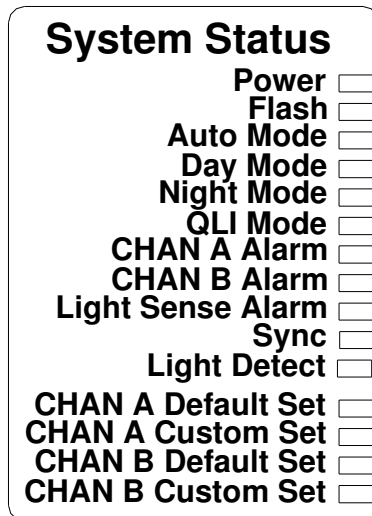 System Status
Power
Flash
Auto Mode
Day Mode
Night Mode
QLI Mode
CHAN A Alarm
CHAN B Alarm
Light Sense Alarm
Sync
Light Detect
CHAN A Default Set
CHAN A Custom Set
CHAN B Default Set
CHAN B Custom Set